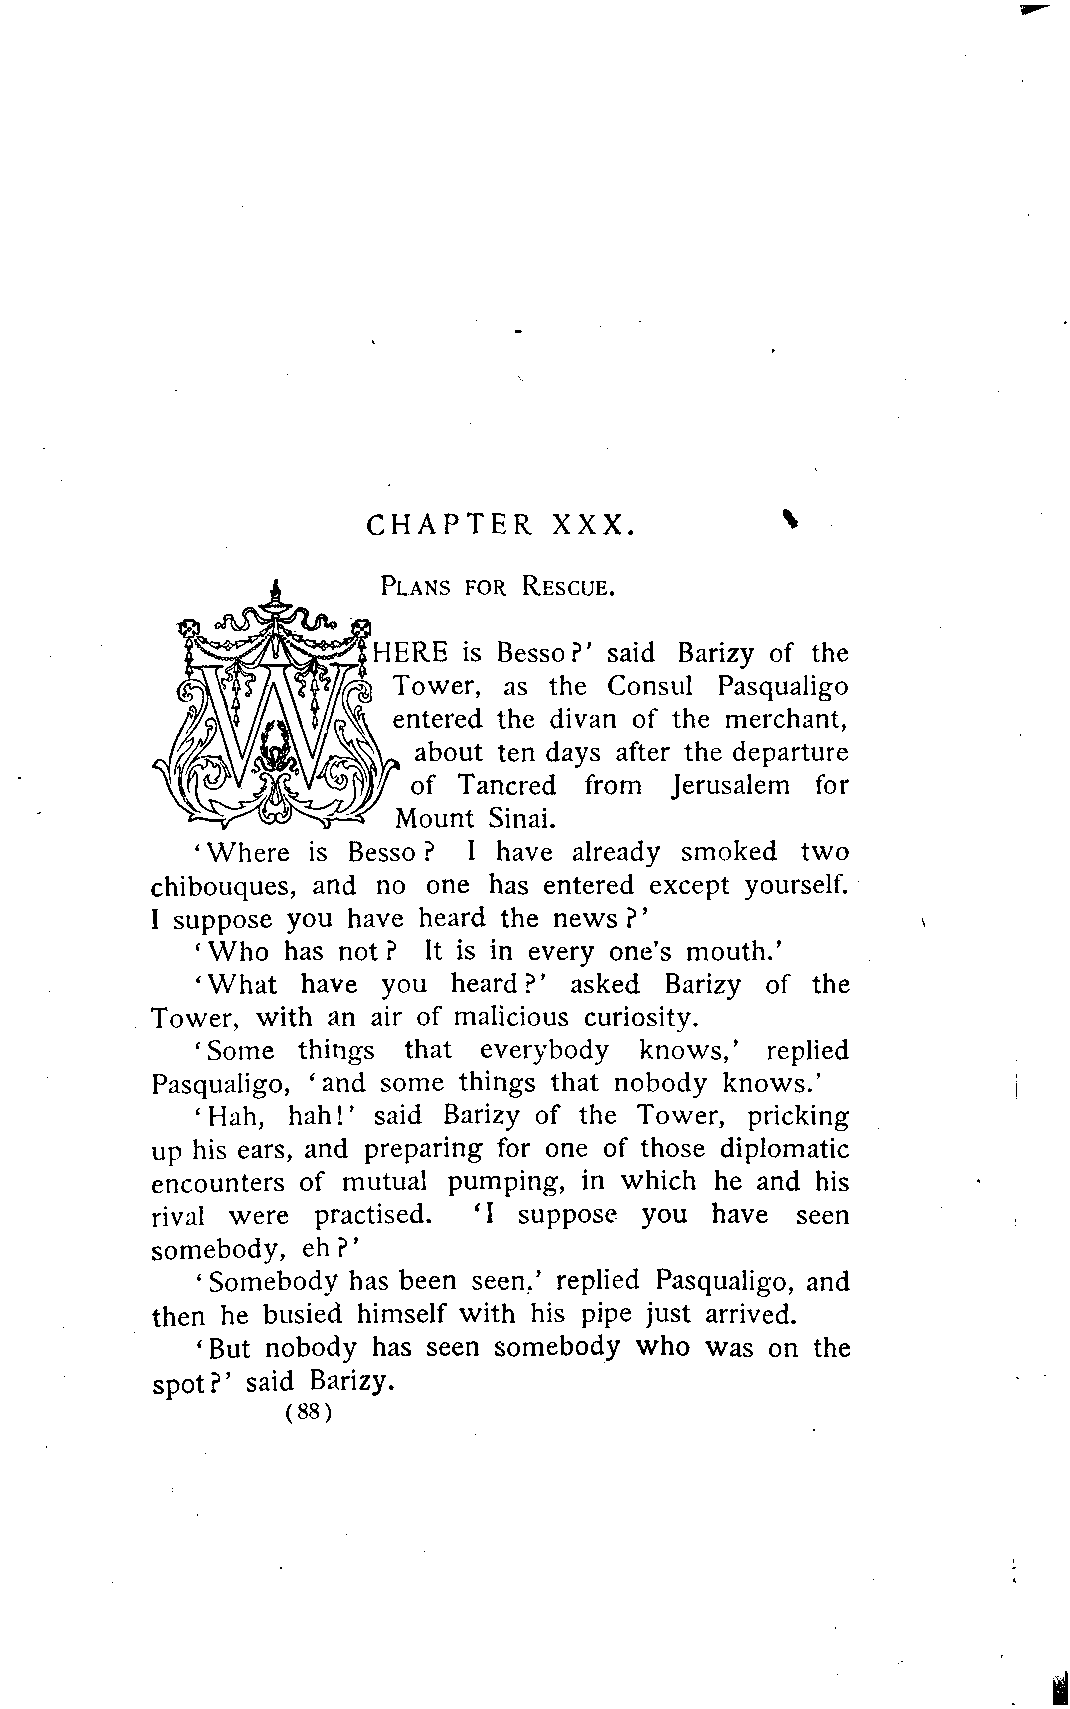 CHAPTER XXX.
PLANS FOR RESCUE.
WHERE is Besso?' said Barizy of the
Tower, as the Consul Pasqualigo
entered the divan of the merchant,
about ten days after the departure
of Tancred from Jerusalem for
Mount Sinai.
'Where is Besso? I have already smoked two
chibouques, and no one has entered except yourself.
I suppose you have heard the news?'
'Who has not? It is in every one's mouth.'
'What have you heard?' asked Barizy of the
Tower, with an air of malicious curiosity.
'Some things that everybody knows,' replied
Pasqualigo, 'and some things that nobody knows.'
'Hah, hah!' said Barizy of the Tower, pricking
up his ears, and preparing for one of those diplomatic
encounters of mutual pumping, in which he and his
rival were practised. 'I suppose you have seen
somebody, eh?'
'Somebody has been seen,' replied Pasqualigo, and
then he busied himself with his pipe just arrived.
'But nobody has seen somebody who was on the
spot?' said Barizy.
(88)